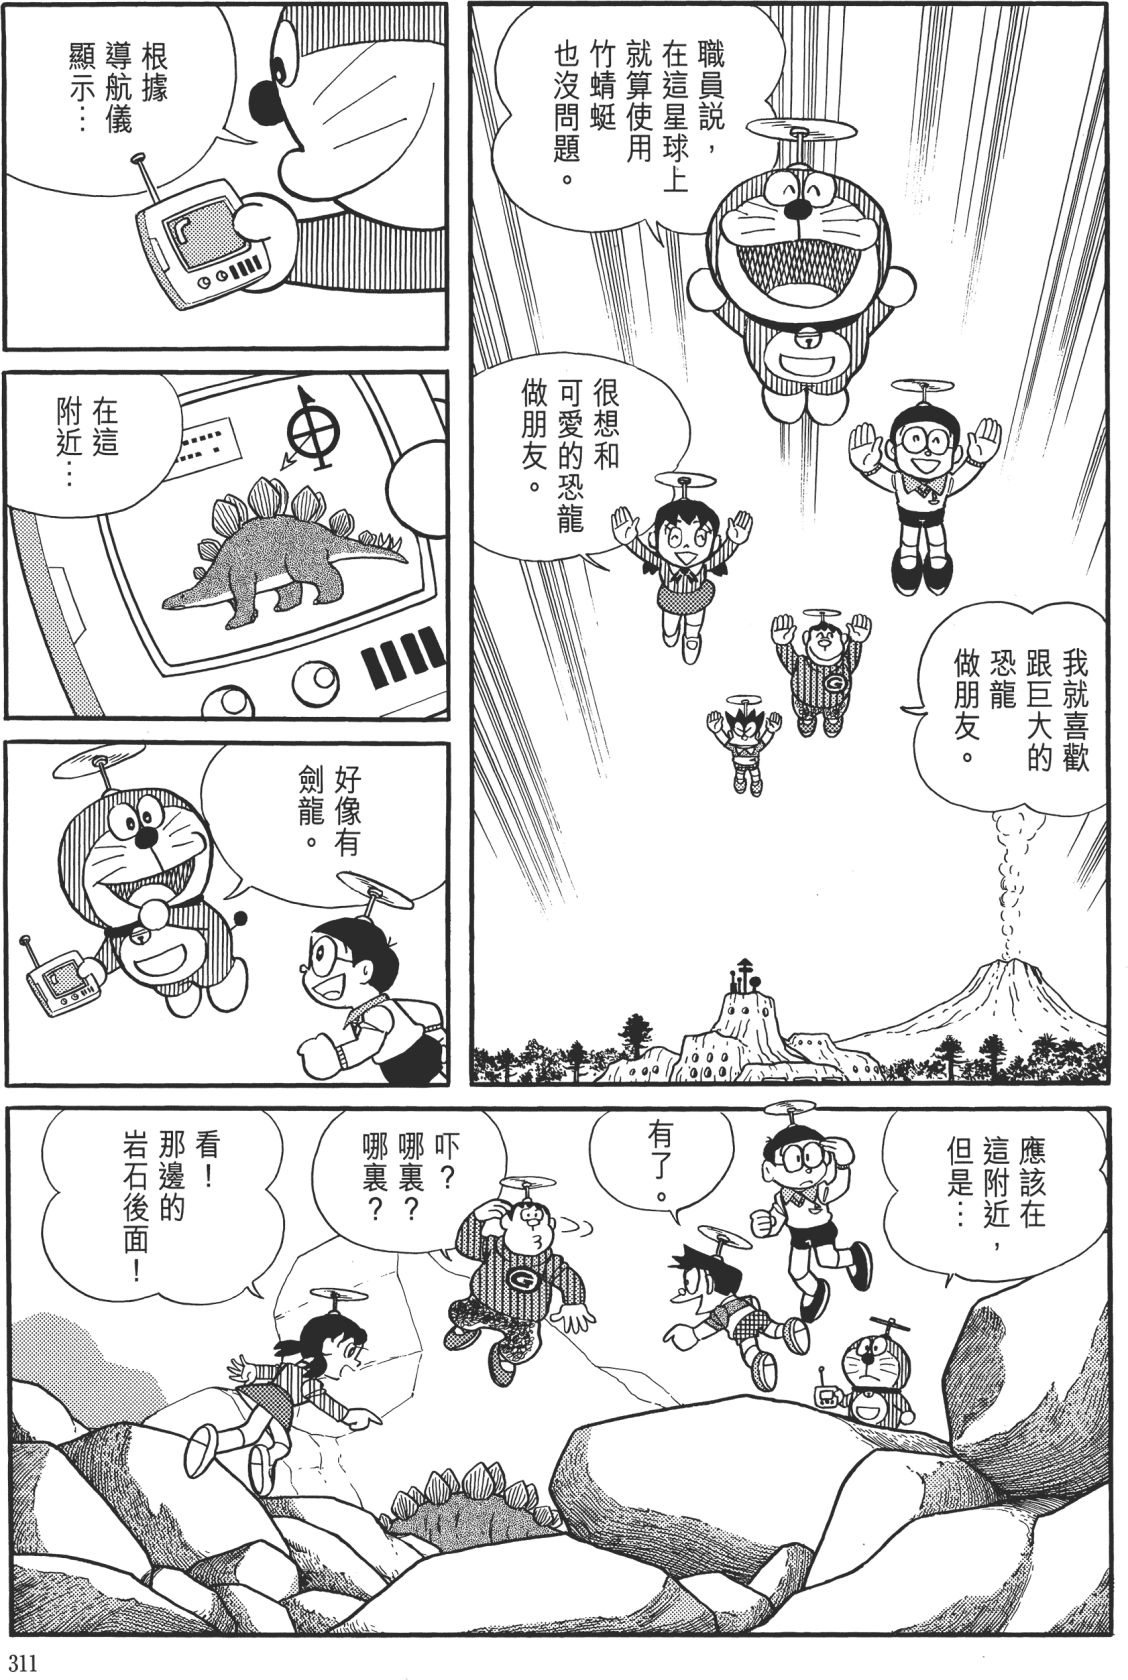 職員説，
在這星球上
就算使用
竹蜻蜓
也沒問題。
很想和
可愛的恐龍
做朋友。
我就喜歡
跟巨大的
恐龍
做朋友。
根據
導航儀
顯示…
在這
附近…
好像有
劍龍。
應該在
這附近，
但是…
有了。
吓？
哪裏？
哪裏？
看！
那邊的
岩石後面！
G
G
311